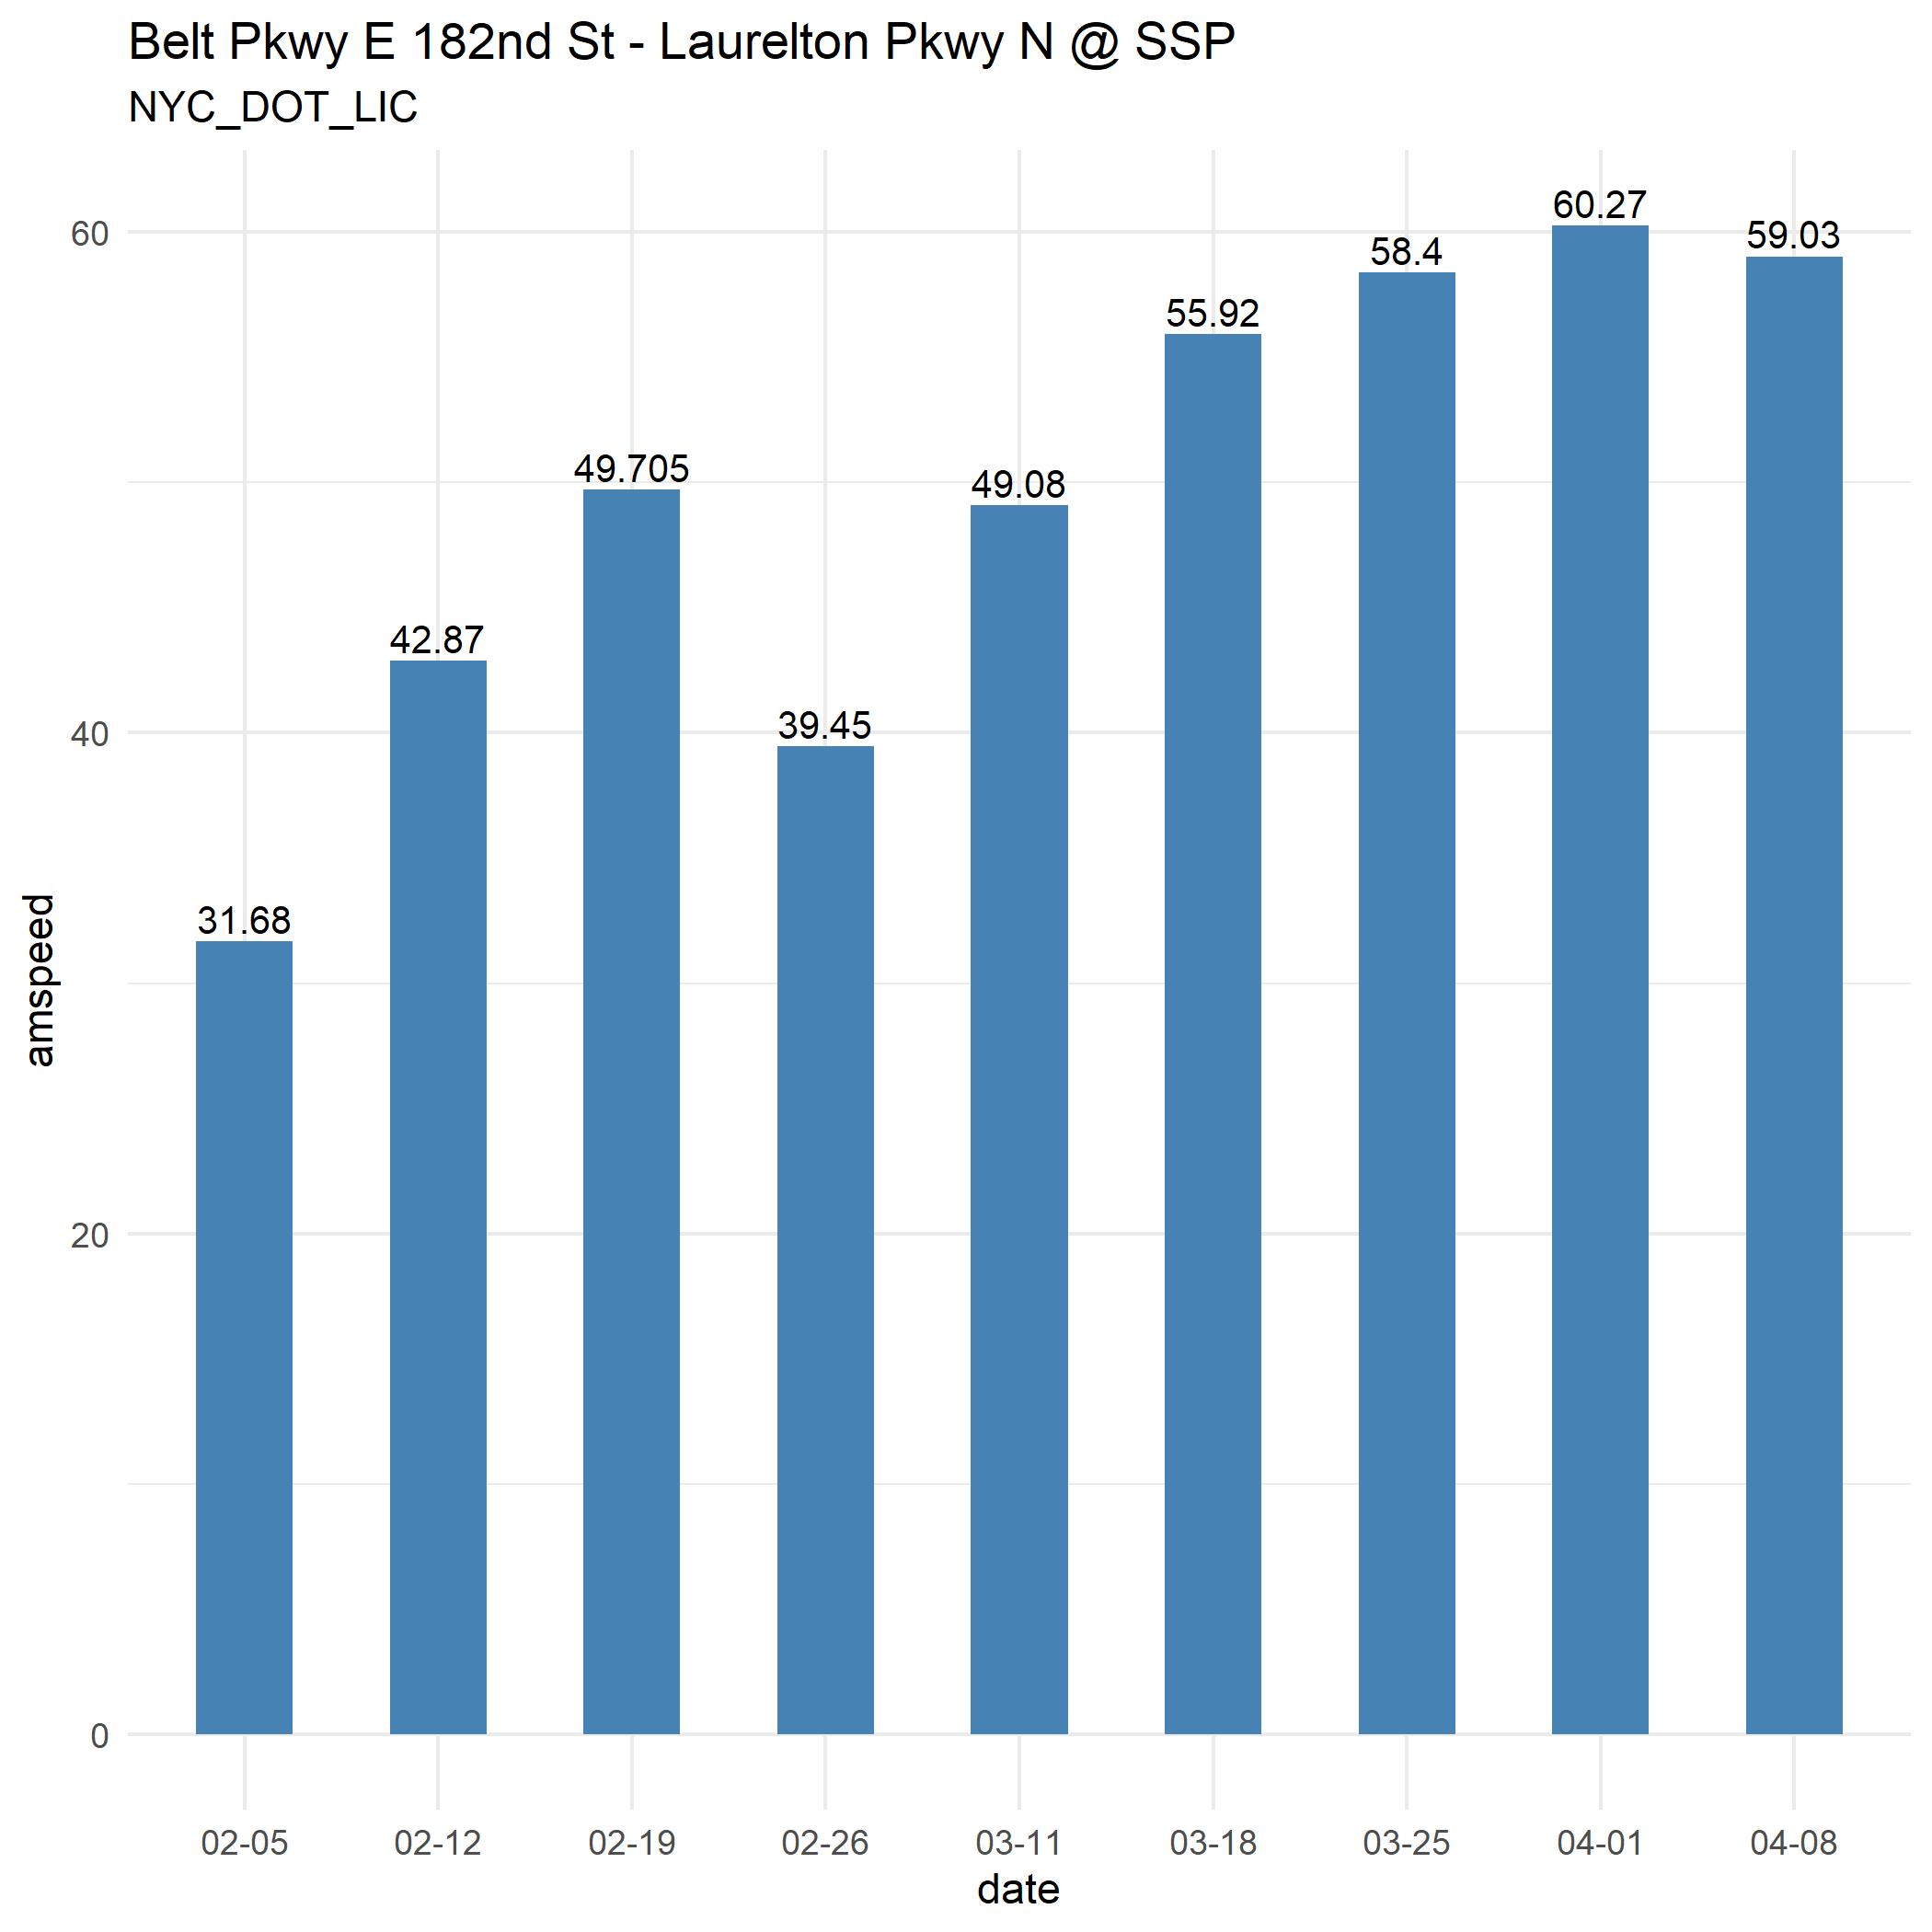 Belt Pkwy E 182nd St - Laurelton Pkwy N @ SSP
NYC_DOT_LIC
60.27
59.03
58.4
55.92
49.705
49.08
42.87
39.45
31.68
60
40
20
0
amspeed
02-05 02-12 02-19 02-26 03-11 03-18 03-25 04-01 04-08
date